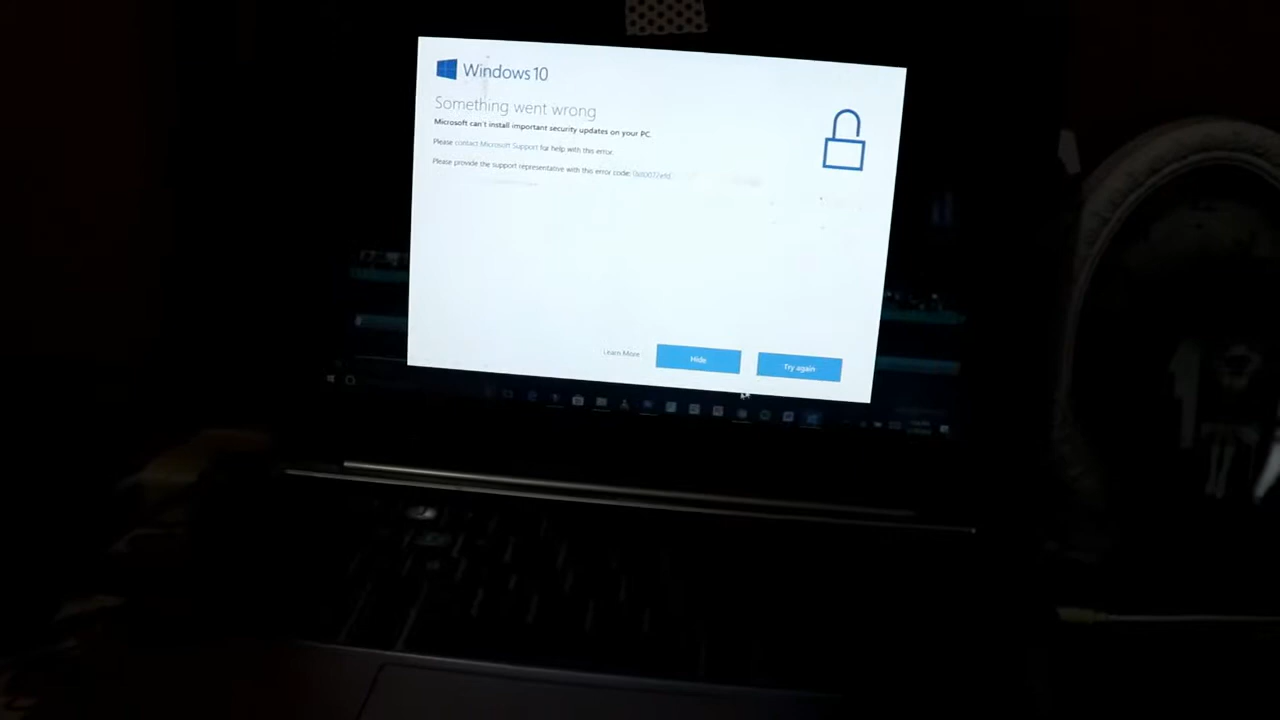 Windows 10
Something went wrong
Microsoft can't install important security updates on your PC.
Please contact Microsoft Support for help with this error.
Please provide the support representative with this error code:
Learn More
Hide
Try again